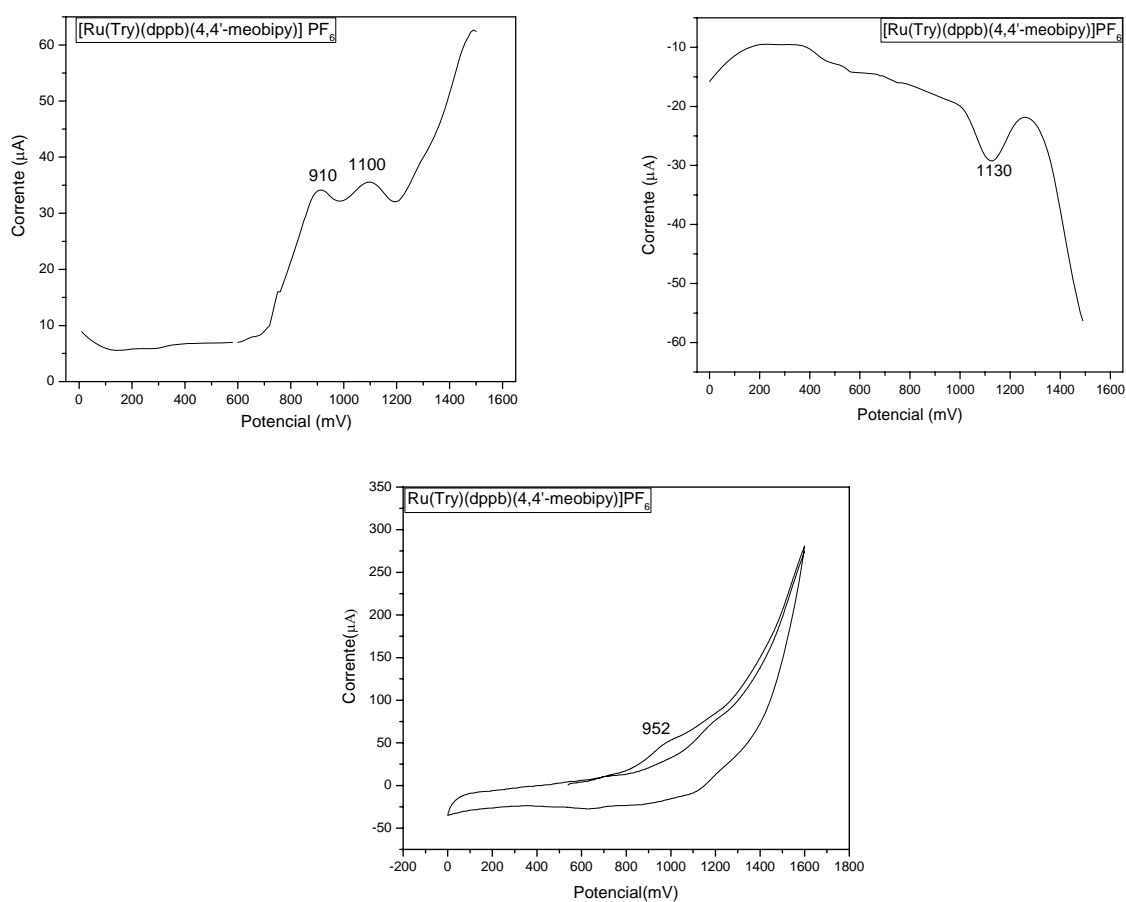 [Ru(Try)(dppb)(4,4'-meobipy)] PF6
Corrente (μA)
60
50
40
30
20
10
0
910
1100
0 200 400 600 800 1000 1200 1400 1600
Potencial (mV)
[Ru(Try)(dppb)(4,4'-meobipy)]PF6
Corrente (μA)
-10
-20
-30
-40
-50
-60
1130
0 200 400 600 800 1000 1200 1400 1600
Potencial (mV)
Ru(Try)(dppb)(4,4'-meobipy)]PF6
Corrente(μA)
350
300
250
200
150
100
50
0
-50
952
-200 0 200 400 600 800 1000 1200 1400 1600 1800
Potencial(mV)